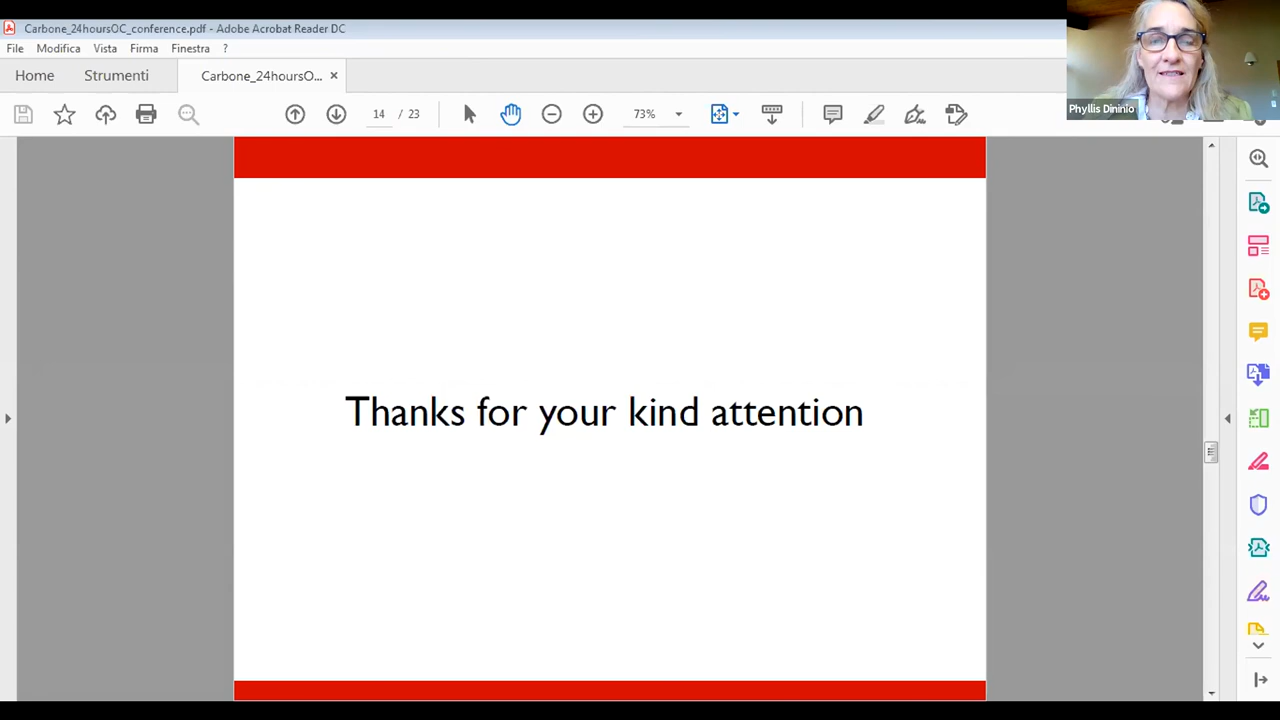 Carbone_24hoursOC_conference.pdf - Adobe Acrobat Reader DC
File Modifica Vista Firma Finestra ?
Home Strumenti Carbone_24hoursO... ×
14 / 23 73%
Phyllis Dininio
Thanks for your kind attention